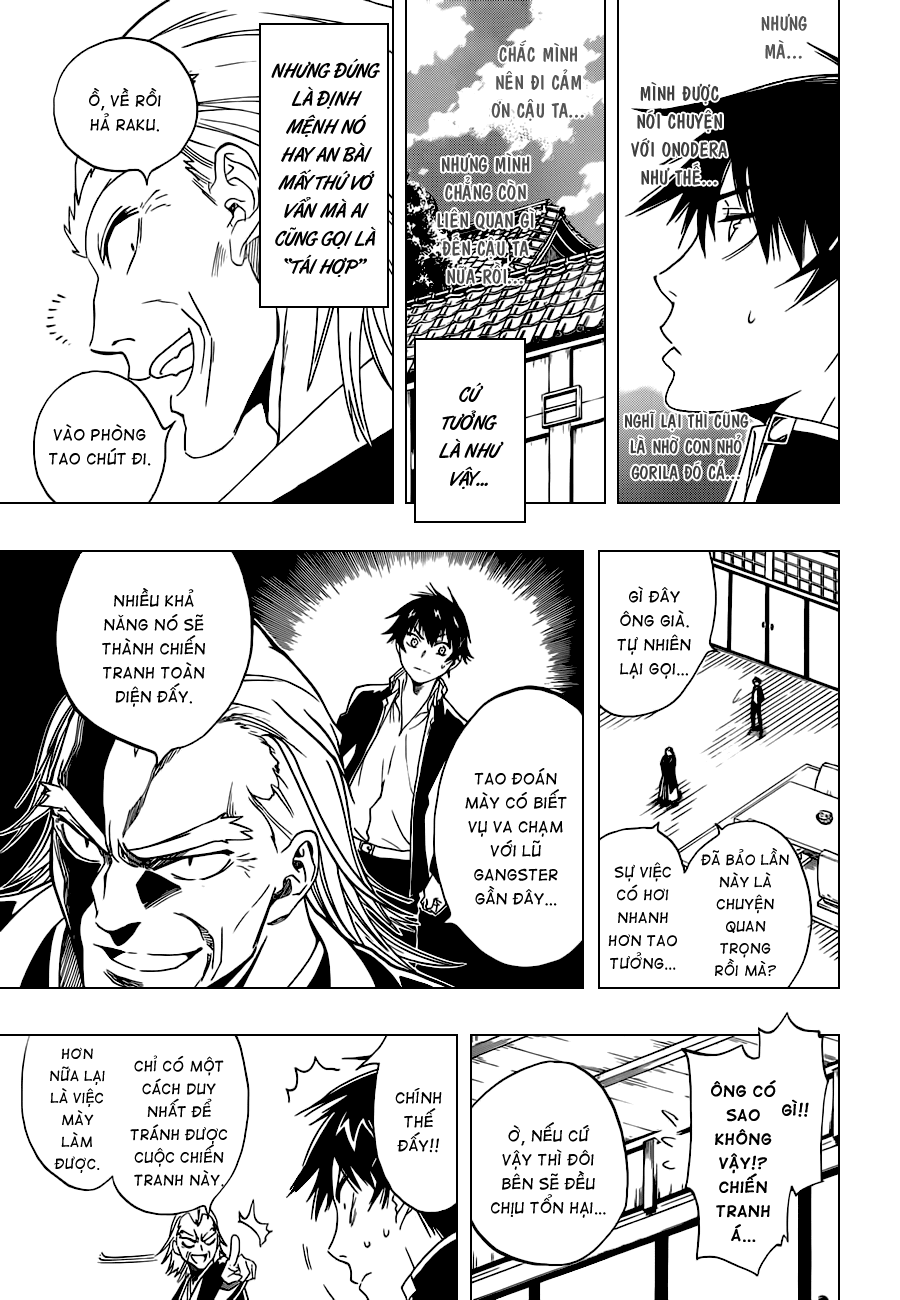 NHƯNG
MÀ...
MÌNH ĐƯỢC
NÓI CHUYỆN
VỚI ONODERA
NHƯ THẾ...
NGHĨ LẠI THÌ CŨNG
LÀ NHỜ CON NHỎ
GORILA ĐÓ CẢ...
CHẮC MÌNH
NÊN ĐI CẢM
ƠN CẬU TA...
NHƯNG MÌNH
CHẲNG CÒN
LIÊN QUAN GÌ
ĐẾN CẬU TA
NỮA RỒI...
CỨ
TƯỞNG
LÀ NHƯ
VẬY...
NHƯNG ĐÚNG
LÀ ĐỊNH
MỆNH NÓ
HAY AN BÀI
MẤY THỨ VỚ
VẨN MÀ AI
CŨNG GỌI LÀ
"TÁI HỢP"
Ồ, VỀ RỒI
HẢ RAKU.
VÀO PHÒNG
TAO CHÚT ĐI.
GÌ ĐÂY
ÔNG GIÀ.
TỰ NHIÊN
LẠI GỌI...
ĐÃ BẢO LẦN
NÀY LÀ
CHUYỆN
QUAN
TRỌNG
RỒI MÀ?
SỰ VIỆC
CÓ HƠI
NHANH
HƠN TAO
TƯỞNG...
TAO ĐOÁN
MÀY CÓ BIẾT
VỤ VA CHẠM
VỚI LŨ
GANGSTER
GẦN ĐÂY...
NHIỀU KHẢ
NĂNG NÓ SẼ
THÀNH CHIẾN
TRANH TOÀN
DIỆN ĐẤY.
GÌ!!
ÔNG CÓ
SAO
KHÔNG
VẬY!?
CHIẾN
TRANH
Á...
Ờ, NẾU CỨ
VẬY THÌ ĐÔI
BÊN SẼ ĐỀU
CHỊU TỔN HẠI...
CHÍNH
THẾ
ĐẤY!!
CHỈ CÓ MỘT
CÁCH DUY
NHẤT ĐỂ
TRÁNH ĐƯỢC
CUỘC CHIẾN
TRANH NÀY.
HƠN
NỮA LẠI
LÀ VIỆC
MÀY
LÀM
ĐƯỢC.